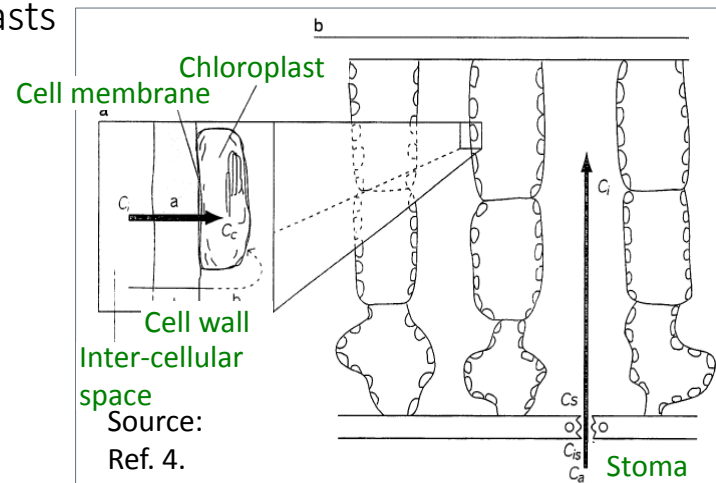 asts
b
Chloroplast
Cell membrane
a
Ci
a
Cc
Ci
Cell wall
Inter-cellular
space
Source:
Ref. 4.
Cs
Cis
Ca
Stoma